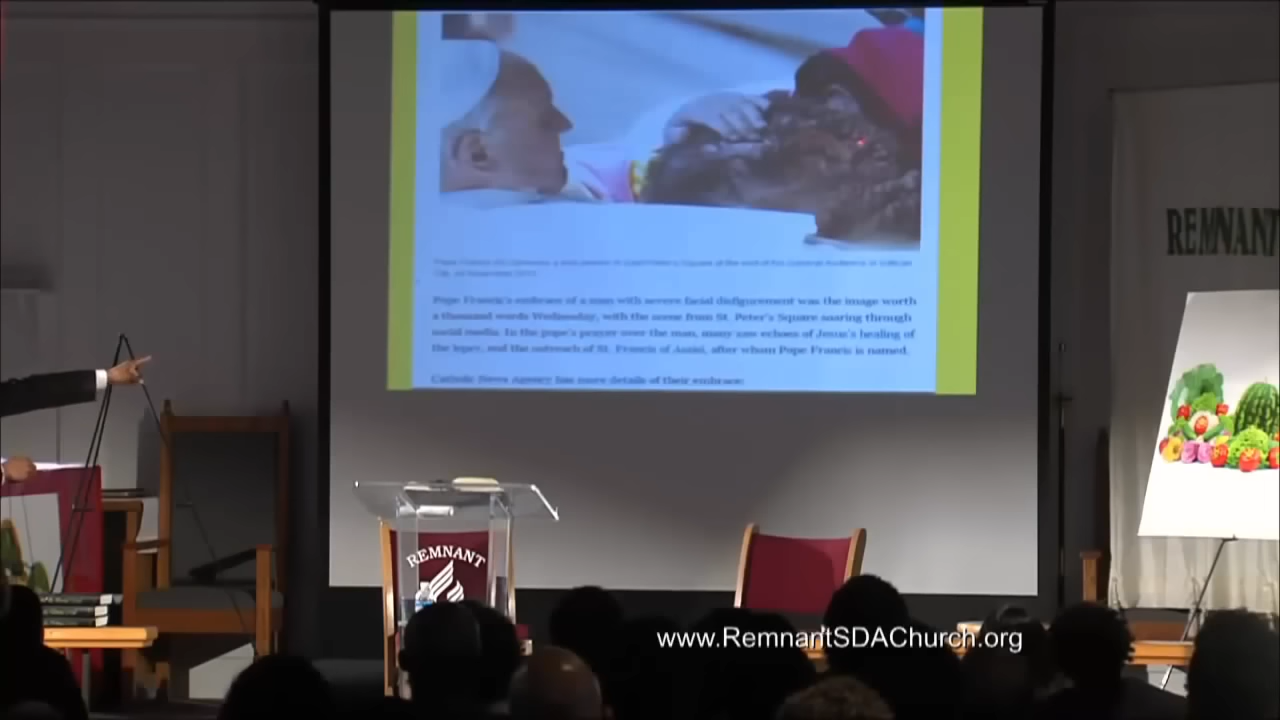 Pope Francis's embrace of a man with severe facial disfigurement was the image worth
a thousand words Wednesday, with the scene from St. Peter's Square soaring through
social media. In the pope's prayer over the man, many saw echoes of Jesus's healing of
the leper, and the outreach of St. Francis of Assisi, after whom Pope Francis is named.
Catholic News Agency has more details of their embrace:
REMNANT
REMNANT
www.RemnantSDAChurch.org